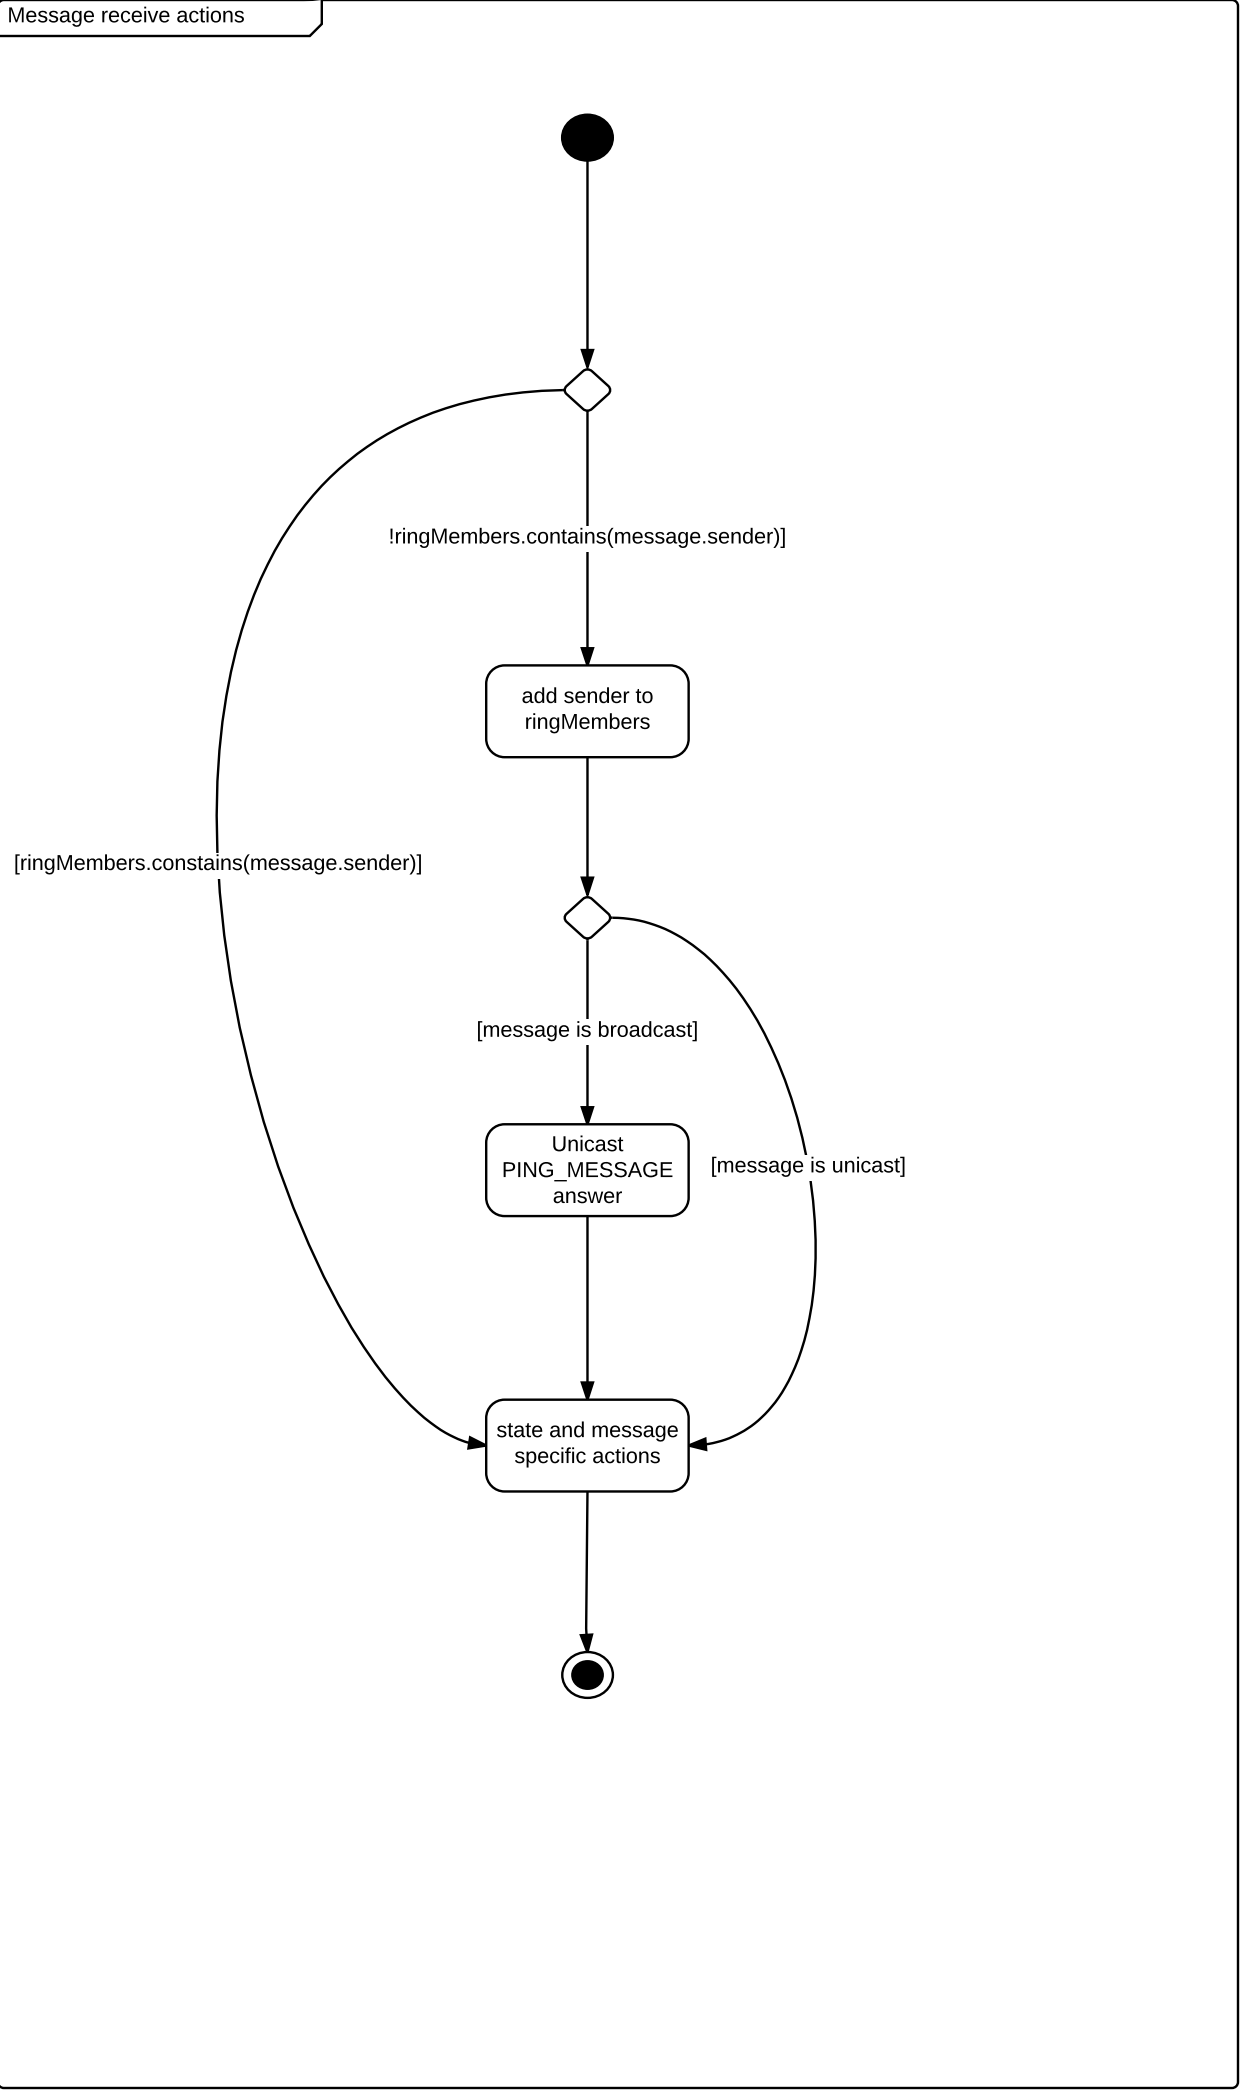 Message receive actions
!ringMembers.contains(message.sender)]
add sender to
ringMembers
[ringMembers.constains(message.sender)]
[message is broadcast]
Unicast
PING_MESSAGE
answer
[message is unicast]
state and message
specific actions